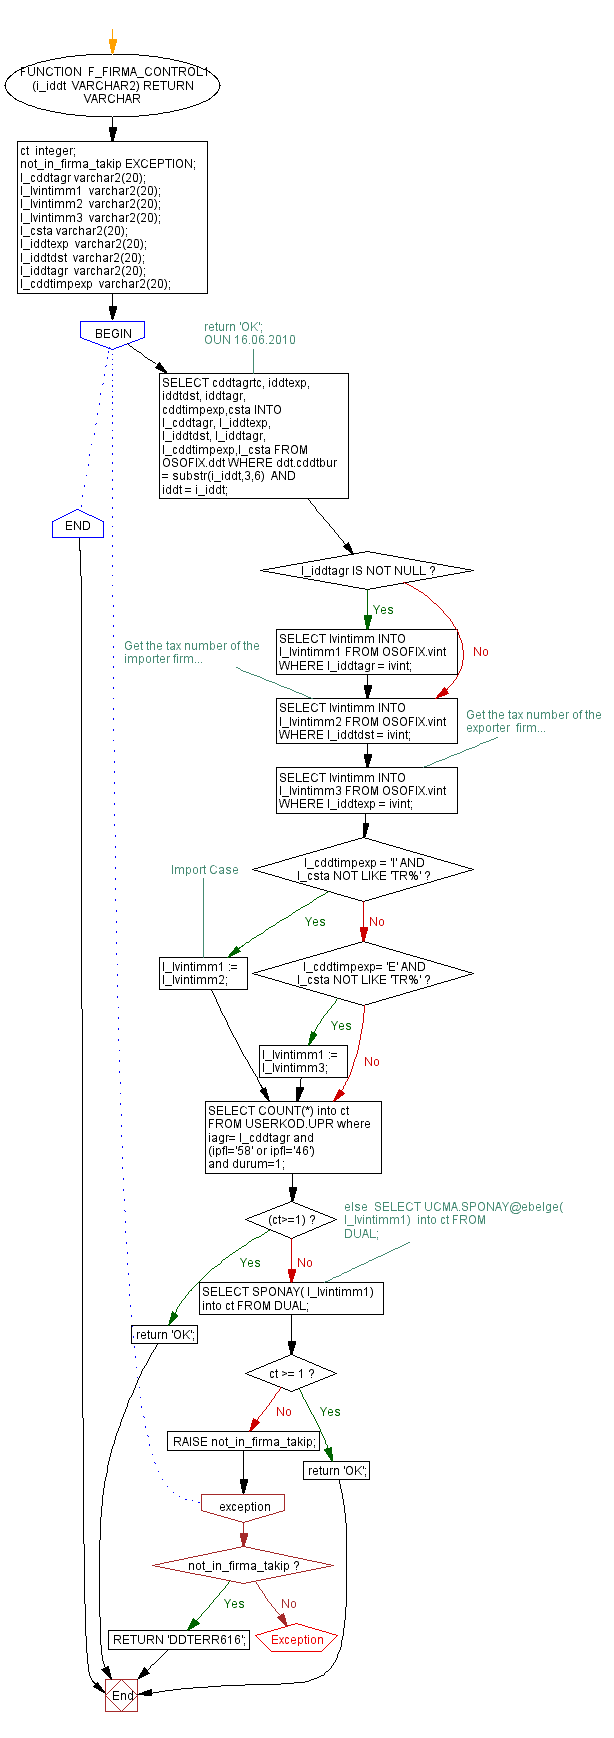 FUNCTION F_FIRMA_CONTROL1
(i_iddt VARCHAR2) RETURN
VARCHAR
ct integer;
not_in_firma_takip EXCEPTION;
l_cddtagr varchar2(20);
l_lvintimm1 varchar2(20);
l_lvintimm2 varchar2(20);
l_lvintimm3 varchar2(20);
l_csta varchar2(20);
l_iddtexp varchar2(20);
l_iddtdst varchar2(20);
l_iddtagr varchar2(20);
l_cddtimpexp varchar2(20);
BEGIN
return 'OK';
OUN 16.06.2010
SELECT cddtagrtc, iddtexp,
iddtdst, iddtagr,
cddtimpexp,csta INTO
l_cddtagr, l_iddtexp,
l_iddtdst, l_iddtagr,
l_cddtimpexp,l_csta FROM
OSOFIX.ddt WHERE ddt.cddtbur
= substr(i_iddt,3,6) AND
iddt = i_iddt;
END
l_iddtagr IS NOT NULL ?
Yes
No
SELECT lvintimm INTO
l_lvintimm1 FROM OSOFIX.vint
WHERE l_iddtagr = ivint;
Get the tax number of the
importer firm...
SELECT lvintimm INTO
l_lvintimm2 FROM OSOFIX.vint
WHERE l_iddtdst = ivint;
Get the tax number of the
exporter firm...
SELECT lvintimm INTO
l_lvintimm3 FROM OSOFIX.vint
WHERE l_iddtexp = ivint;
l_cddtimpexp = 'I' AND
l_csta NOT LIKE 'TR%' ?
Import Case
Yes
No
l_lvintimm1 :=
l_lvintimm2;
l_cddtimpexp= 'E' AND
l_csta NOT LIKE 'TR%' ?
Yes
No
l_lvintimm1 :=
l_lvintimm3;
SELECT COUNT(*) into ct
FROM USERKOD.UPR where
iagr= l_cddtagr and
(ipfl='58' or ipfl='46')
and durum=1;
(ct>=1) ?
else SELECT UCMA.SPONAY@ebelge(
l_lvintimm1) into ct FROM
DUAL;
Yes
No
SELECT SPONAY( l_lvintimm1)
into ct FROM DUAL;
return 'OK';
ct >= 1 ?
No
Yes
RAISE not_in_firma_takip;
return 'OK';
exception
not_in_firma_takip ?
Yes
No
RETURN 'DDTERR616';
Exception
End